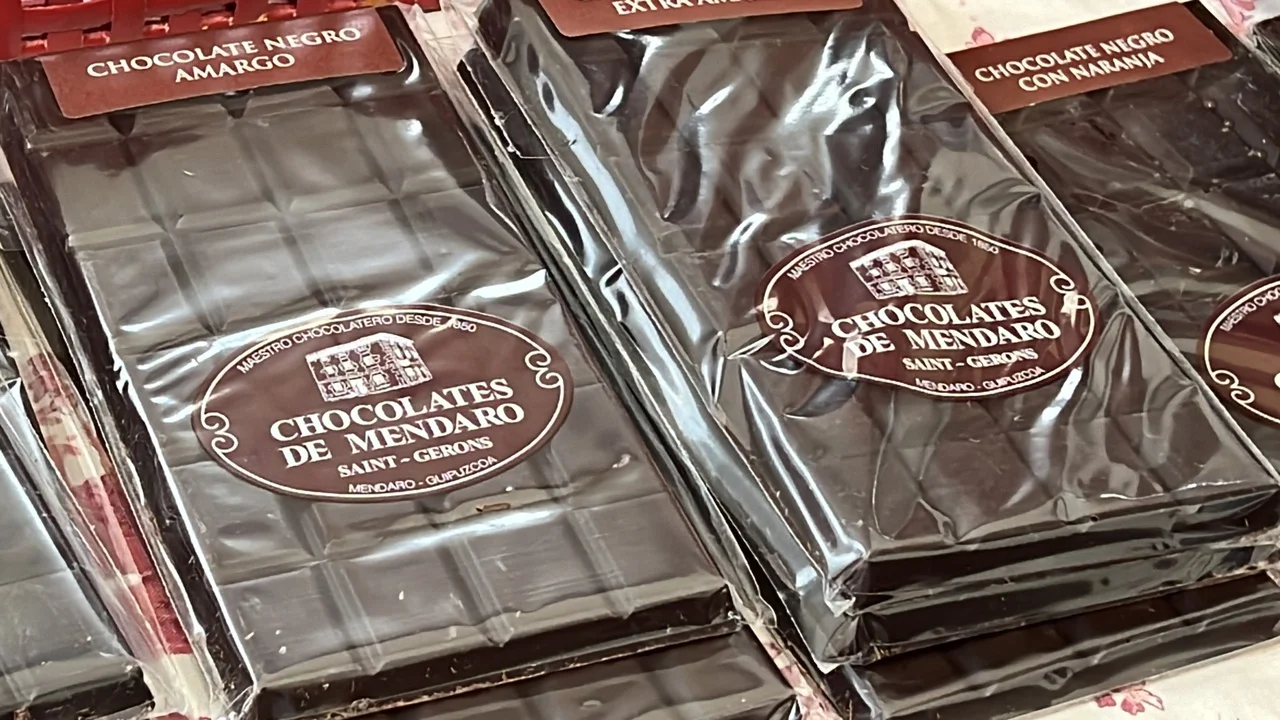 CHOCOLATE NEGRO
AMARGO
MAESTRO CHOCOLATERO DESDE 1850
CHOCOLATES
DE MENDARO
SAINT - GERONS
MENDARO - GUIPUZCOA
EXTRA
MAESTRO CHOCOLATERO DESDE 1850
CHOCOLATES
DE MENDARO
SAINT - GERONS
MENDARO - GUIPUZCOA
CHOCOLATE NEGRO
CON NARANJA
MAESTRO